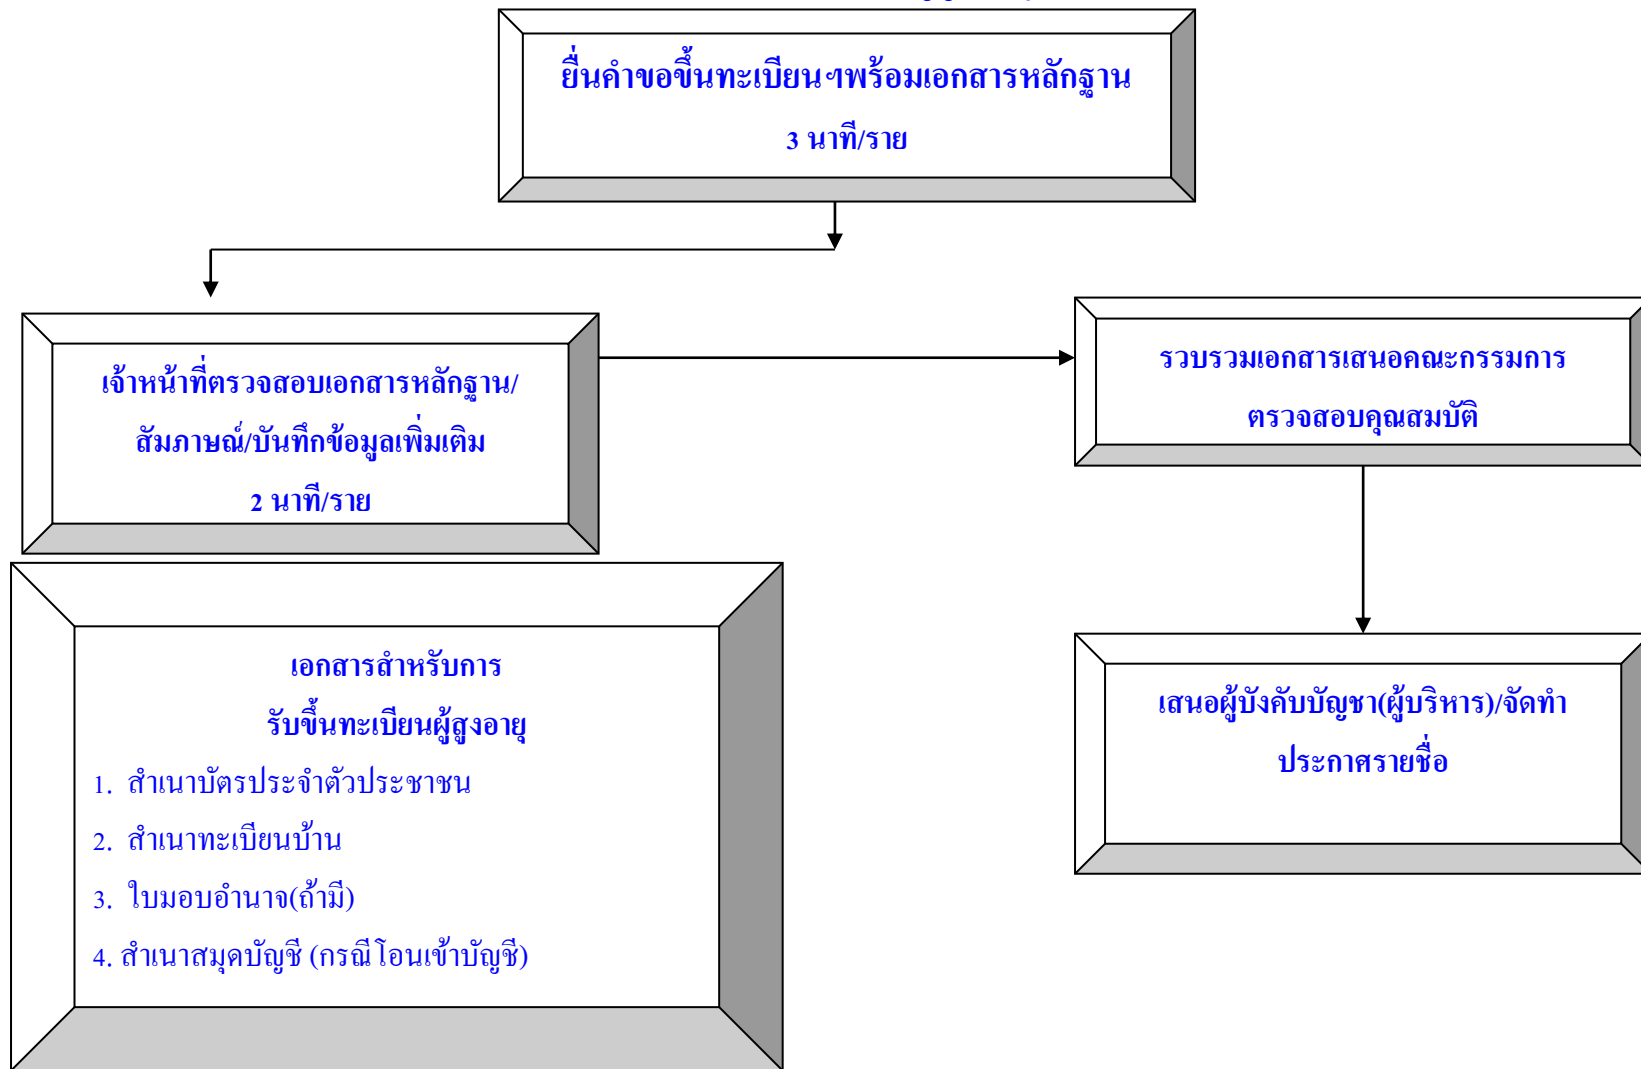 ยื่นคำขอขึ้นทะเบียนฯพร้อมเอกสารหลักฐาน
3 นาที/ราย
เจ้าหน้าที่ตรวจสอบเอกสารหลักฐาน/
สัมภาษณ์/บันทึกข้อมูลเพิ่มเติม
2 นาที/ราย
รวบรวมเอกสารเสนอคณะกรรมการ
ตรวจสอบคุณสมบัติ
เสนอผู้บังคับบัญชา(ผู้บริหาร)/จัดทำ
ประกาศรายชื่อ
เอกสารสำหรับการ
รับขึ้นทะเบียนผู้สูงอายุ
1. สำเนาบัตรประจำตัวประชาชน
2. สำเนาทะเบียนบ้าน
3. ใบมอบอำนาจ(ถ้ามี)
4. สำเนาสมุดบัญชี (กรณีโอนเข้าบัญชี)